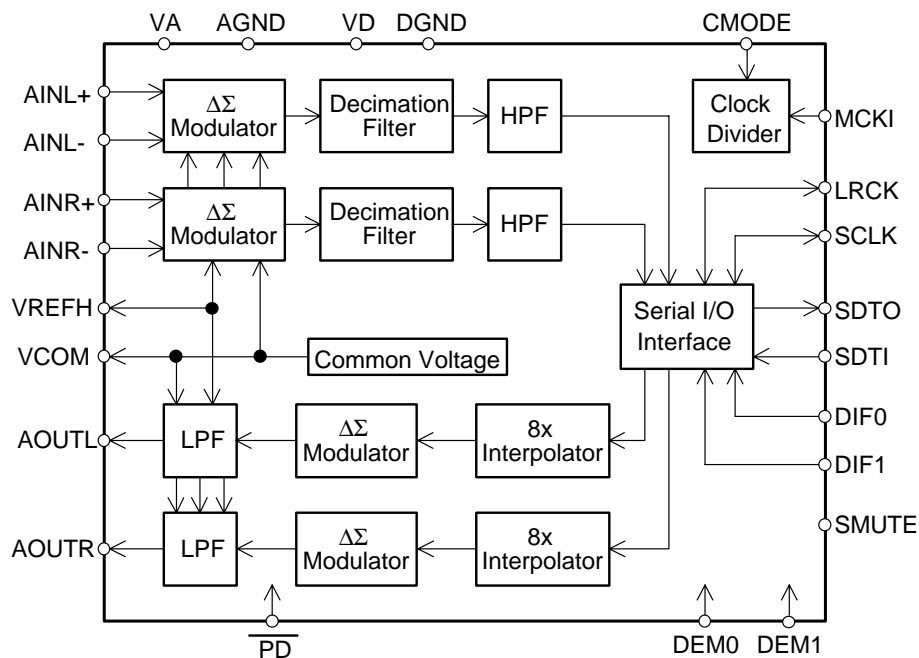 VA
AGND
VD
DGND
CMODE
AINL+
ΔΣ
Modulator
Decimation
Filter
HPF
Clock
Divider
MCKI
AINL-
AINR+
ΔΣ
Modulator
Decimation
Filter
HPF
LRCK
AINR-
SCLK
VREFH
Serial I/O
Interface
SDTO
VCOM
Common Voltage
SDTI
DIF0
AOUTL
LPF
ΔΣ
Modulator
8x
Interpolator
DIF1
SMUTE
AOUTR
LPF
ΔΣ
Modulator
8x
Interpolator
PD
DEM0
DEM1